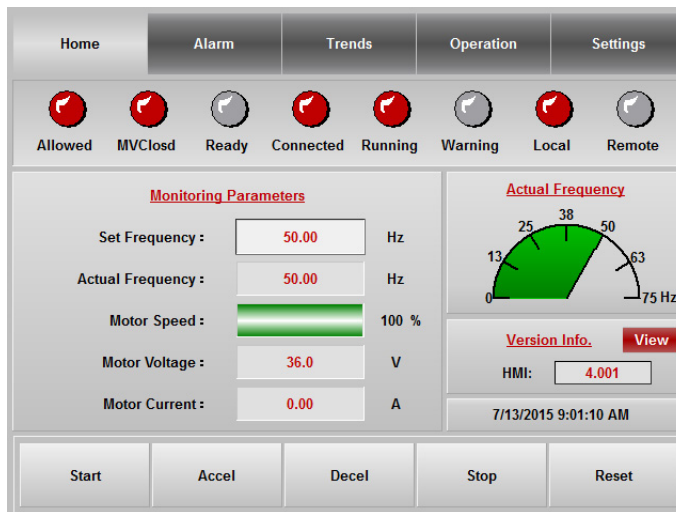 Home Alarm Trends Operation Settings
Allowed MVClosd Ready Connected Running Warning Local Remote
Monitoring Parameters
Set Frequency : 50.00 Hz
Actual Frequency : 50.00 Hz
Motor Speed : 100 %
Motor Voltage : 36.0 V
Motor Current : 0.00 A
Actual Frequency
0 13 25 38 50 63 75 Hz
Version Info. View
HMI: 4.001
7/13/2015 9:01:10 AM
Start Accel Decel Stop Reset